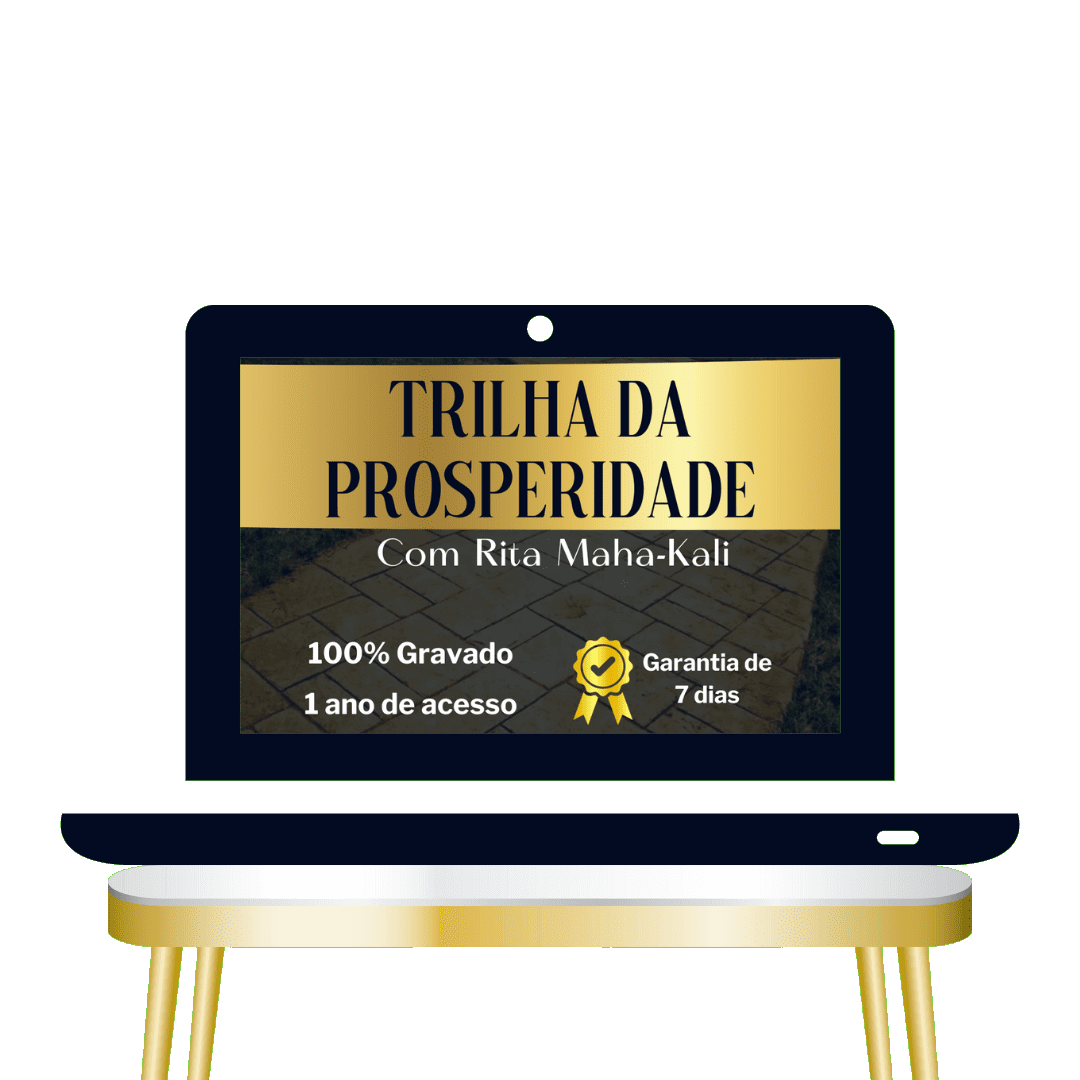 TRILHA DA
PROSPERIDADE
Com Rita Maha-Kali
100% Gravado
1 ano de acesso
Garantia de
7 dias